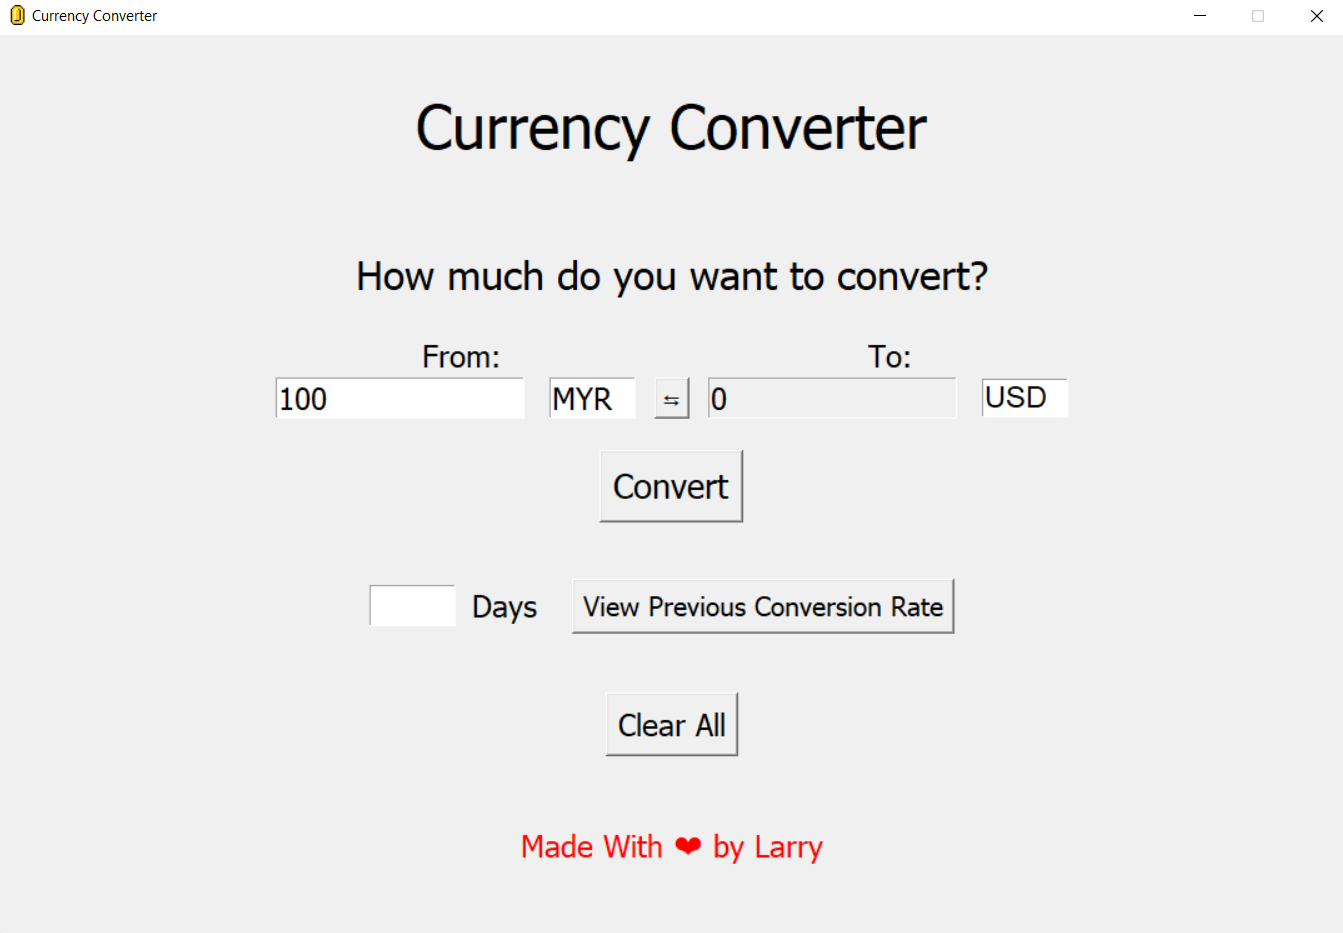 Currency Converter
Currency Converter
How much do you want to convert?
From: To:
100 MYR ⇆ 0 USD
Convert
Days View Previous Conversion Rate
Clear All
Made With ❤ by Larry